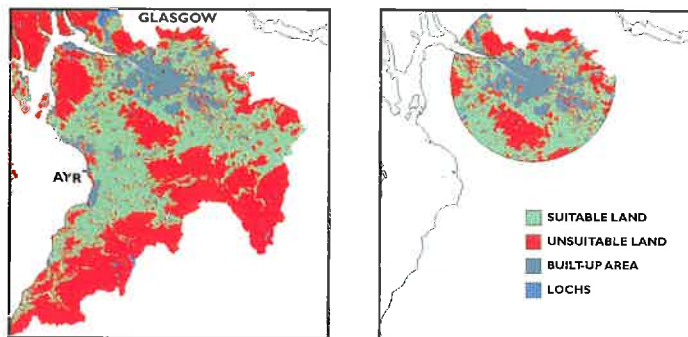 GLASGOW
AYR
SUITABLE LAND
UNSUITABLE LAND
BUILT-UP AREA
LOCHS